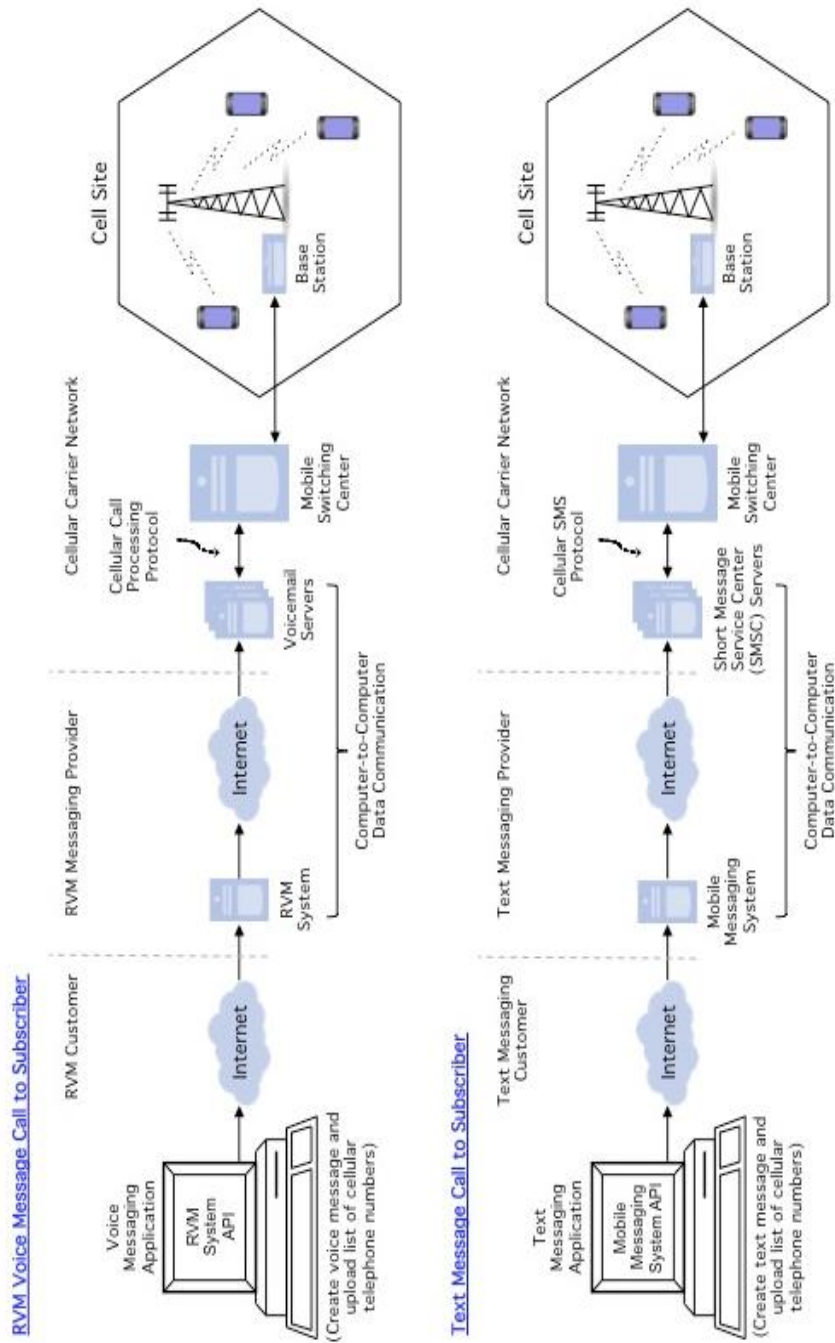 RVM Voice Message Call to Subscriber
RVM Customer
RVM Messaging Provider
Cellular Carrier Network
Cell Site
Voice
Messaging
Application
RVM
System
API
(Create voice message and
upload list of cellular
telephone numbers)
Internet
RVM
System
Internet
Voicemail
Servers
Cellular Call
Processing
Protocol
Mobile
Switching
Center
Base
Station
Computer-to-Computer
Data Communication
Text Message Call to Subscriber
Text Messaging
Customer
Text Messaging Provider
Cellular Carrier Network
Cell Site
Text
Messaging
Application
Mobile
Messaging
System API
(Create text message and
upload list of cellular
telephone numbers)
Internet
Mobile
Messaging
System
Internet
Short Message
Service Center
(SMSC) Servers
Cellular SMS
Protocol
Mobile
Switching
Center
Base
Station
Computer-to-Computer
Data Communication